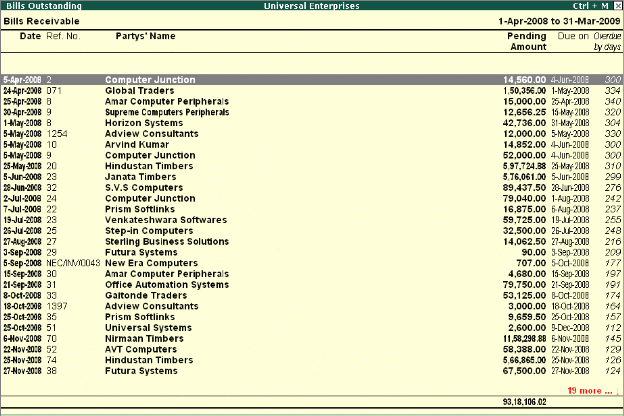 Bills Outstanding Universal Enterprises Ctrl + M
Bills Receivable 1-Apr-2008 to 31-Mar-2009
Date Ref. No. Partys' Name Pending Due on Overdue
Amount by days
5-Apr-2008 2 Computer Junction 14,560.00 4-Jun-2008 300
24-Apr-2008 071 Global Traders 1,50,356.00 1-May-2008 334
25-Apr-2008 8 Amar Computer Peripherals 15,000.00 25-Apr-2008 340
30-Apr-2008 9 Supreme Computers Peripherals 12,656.25 15-May-2008 320
1-May-2008 8 Horizon Systems 42,736.00 31-May-2008 304
5-May-2008 1254 Adview Consultants 12,000.00 5-May-2008 330
5-May-2008 10 Arvind Kumar 14,852.00 4-Jun-2008 300
5-May-2008 9 Computer Junction 52,000.00 4-Jun-2008 300
25-May-2008 20 Hindustan Timbers 5,97,724.88 25-May-2008 310
5-Jun-2008 23 Janata Timbers 5,76,061.00 5-Jun-2008 299
28-Jun-2008 32 S.V.S Computers 89,437.50 28-Jun-2008 276
2-Jul-2008 24 Computer Junction 79,040.00 1-Aug-2008 242
7-Jul-2008 22 Prism Softlinks 16,875.00 6-Aug-2008 237
19-Jul-2008 23 Venkateshwara Softwares 59,725.00 19-Jul-2008 255
26-Jul-2008 25 Step-in Computers 32,500.00 26-Jul-2008 248
27-Aug-2008 27 Sterling Business Solutions 14,062.50 27-Aug-2008 216
3-Sep-2008 29 Futura Systems 90.00 3-Sep-2008 209
5-Sep-2008 NEC/INV/0043 New Era Computers 707.00 5-Oct-2008 177
15-Sep-2008 30 Amar Computer Peripherals 4,680.00 15-Sep-2008 197
21-Sep-2008 31 Office Automation Systems 79,750.00 21-Sep-2008 191
8-Oct-2008 33 Gaitonde Traders 53,125.00 8-Oct-2008 174
18-Oct-2008 1397 Adview Consultants 3,000.00 18-Oct-2008 164
25-Oct-2008 35 Prism Softlinks 9,659.50 25-Oct-2008 157
25-Oct-2008 51 Universal Systems 2,600.00 9-Dec-2008 112
6-Nov-2008 70 Nirmaan Timbers 11,58,298.88 6-Nov-2008 145
22-Nov-2008 52 AVT Computers 58,388.00 22-Nov-2008 129
25-Nov-2008 74 Hindustan Timbers 5,66,865.00 25-Nov-2008 126
27-Nov-2008 38 Futura Systems 67,500.00 27-Nov-2008 124
19 more ... ↓
93,18,106.02